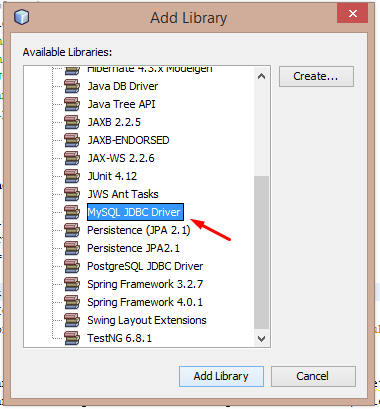 Add Library
Available Libraries:
Create...
Hibernate 4.3.x Modelgen
Java DB Driver
Java Tree API
JAXB 2.2.5
JAXB-ENDORSED
JAX-WS 2.2.6
JUnit 4.12
JWS Ant Tasks
MySQL JDBC Driver
Persistence (JPA 2.1)
Persistence JPA2.1
PostgreSQL JDBC Driver
Spring Framework 3.2.7
Spring Framework 4.0.1
Swing Layout Extensions
TestNG 6.8.1
Add Library
Cancel